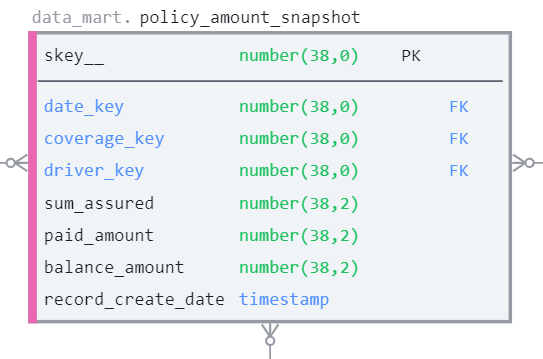 data_mart. policy_amount_snapshot
skey__ number(38,0) PK
date_key number(38,0) FK
coverage_key number(38,0) FK
driver_key number(38,0) FK
sum_assured number(38,2)
paid_amount number(38,2)
balance_amount number(38,2)
record_create_date timestamp